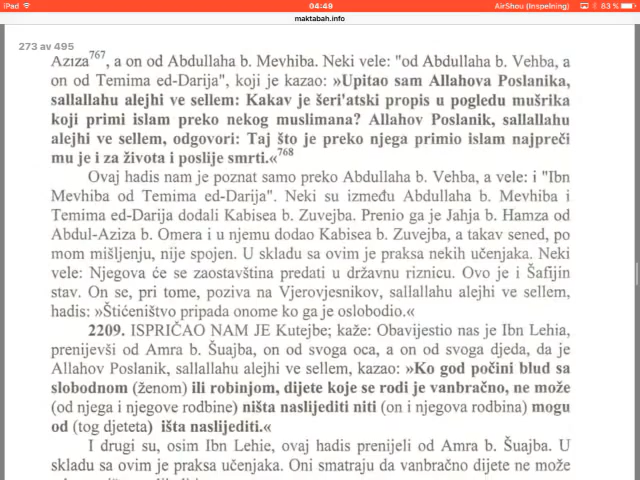 iPad
04:49
AirShou (Inspelning)
83 %
maktabah.info
273 av 495
Aziza⁷⁶⁷, a on od Abdullaha b. Mevhiba. Neki vele: "od Abdullaha b. Vehba, a
on od Temima ed-Darija", koji je kazao: »Upitao sam Allahova Poslanika,
sallallahu alejhi ve sellem: Kakav je šeri'atski propis u pogledu mušrika
koji primi islam preko nekog muslimana? Allahov Poslanik, sallallahu
alejhi ve sellem, odgovori: Taj što je preko njega primio islam najpreči
mu je i za života i poslije smrti.«⁷⁶⁸
Ovaj hadis nam je poznat samo preko Abdullaha b. Vehba, a vele: i "Ibn
Mevhiba od Temima ed-Darija". Neki su između Abdullaha b. Mevhiba i
Temima ed-Darija dodali Kabisea b. Zuvejba. Prenio ga je Jahja b. Hamza od
Abdul-Aziza b. Omera i u njemu dodao Kabisea b. Zuvejba, a takav sened, po
mom mišljenju, nije spojen. U skladu sa ovim je praksa nekih učenjaka. Neki
vele: Njegova će se zaostavština predati u državnu riznicu. Ovo je i Šafijin
stav. On se, pri tome, poziva na Vjerovjesnikov, sallallahu alejhi ve sellem,
hadis: »Štićeništvo pripada onome ko ga je oslobodio.«
2209. ISPRIČAO NAM JE Kutejbe; kaže: Obavijestio nas je Ibn Lehia,
prenijevši od Amra b. Šuajba, on od svoga oca, a on od svoga djeda, da je
Allahov Poslanik, sallallahu alejhi ve sellem, kazao: »Ko god počini blud sa
slobodnom (ženom) ili robinjom, dijete koje se rodi je vanbračno, ne može
(od njega i njegove rodbine) ništa naslijediti niti (on i njegova rodbina) mogu
od (tog djeteta) išta naslijediti.«
I drugi su, osim Ibn Lehie, ovaj hadis prenijeli od Amra b. Šuajba. U
skladu sa ovim je praksa učenjaka. Oni smatraju da vanbračno dijete ne može